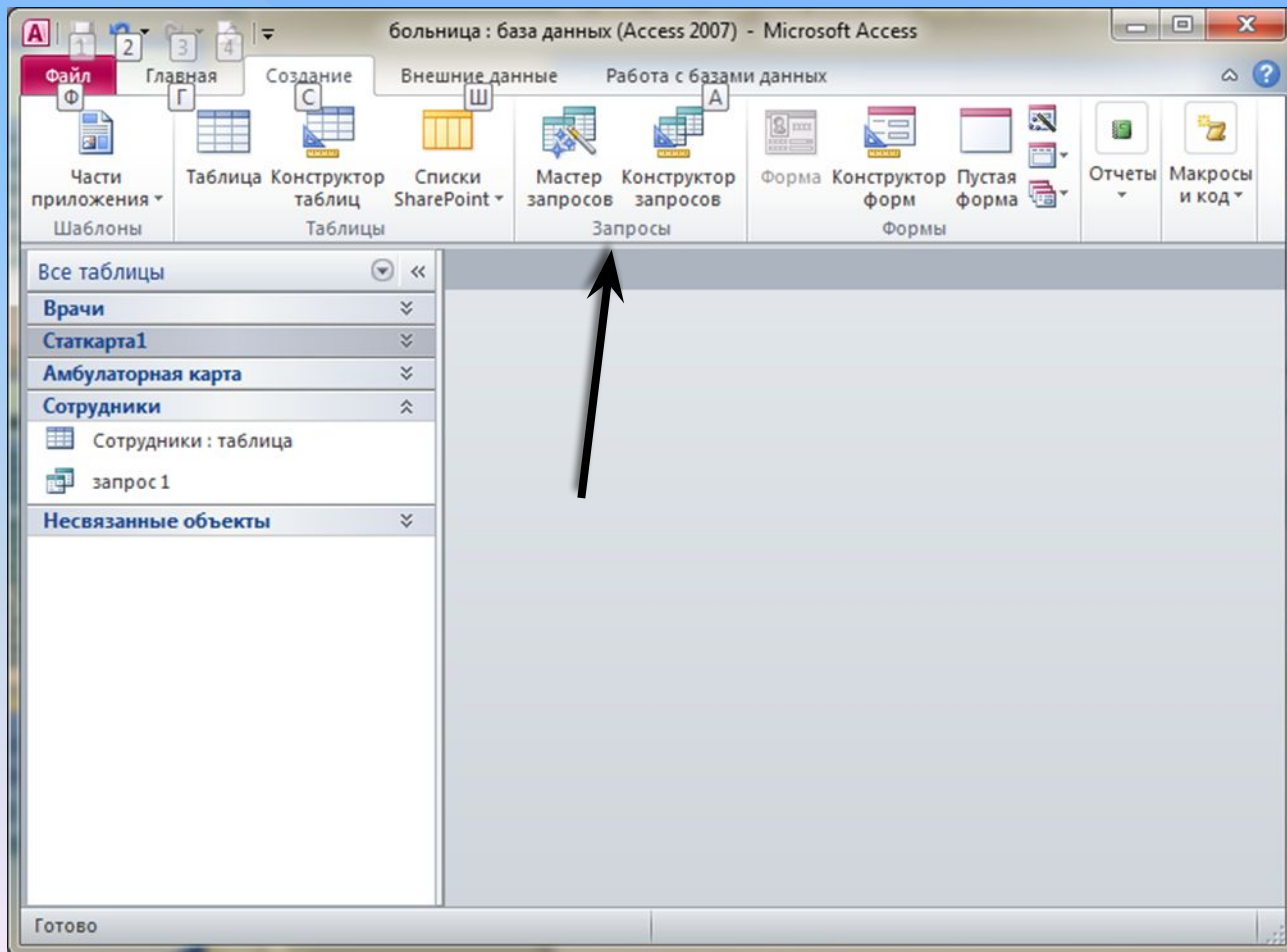 больница : база данных (Access 2007) - Microsoft Access
1 2 3 4
Файл Главная Создание Внешние данные Работа с базами данных
Ф Г С Ш А
Части приложения
Таблица
Конструктор таблиц
Списки SharePoint
Мастер запросов
Конструктор запросов
Форма
Конструктор форм
Пустая форма
Отчеты
Макросы и код
Шаблоны Таблицы Запросы Формы
Все таблицы
Врачи
Статкарта1
Амбулаторная карта
Сотрудники
Сотрудники : таблица
запрос 1
Несвязанные объекты
Готово